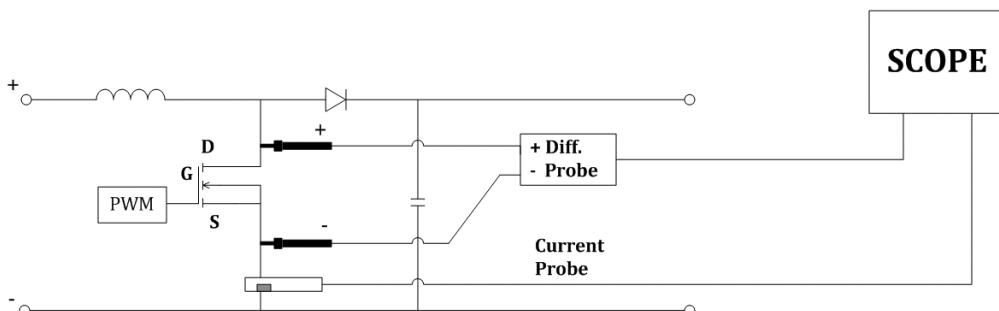 SCOPE
+
+
D
+ Diff.
- Probe
G
PWM
S
-
Current
Probe
-